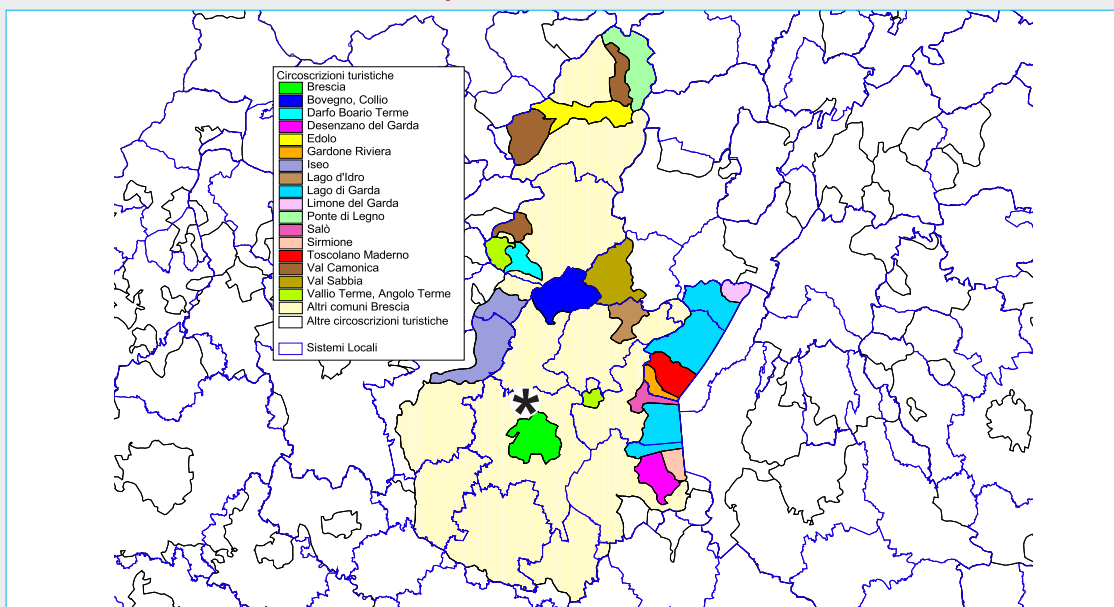 Circoscrizioni turistiche
Brescia
Bovegno, Collio
Darfo Boario Terme
Desenzano del Garda
Edolo
Gardone Riviera
Iseo
Lago d'Idro
Lago di Garda
Limone del Garda
Ponte di Legno
Salò
Sirmione
Toscolano Maderno
Val Camonica
Val Sabbia
Vallio Terme, Angolo Terme
Altri comuni Brescia
Altre circoscrizioni turistiche
Sistemi Locali
*